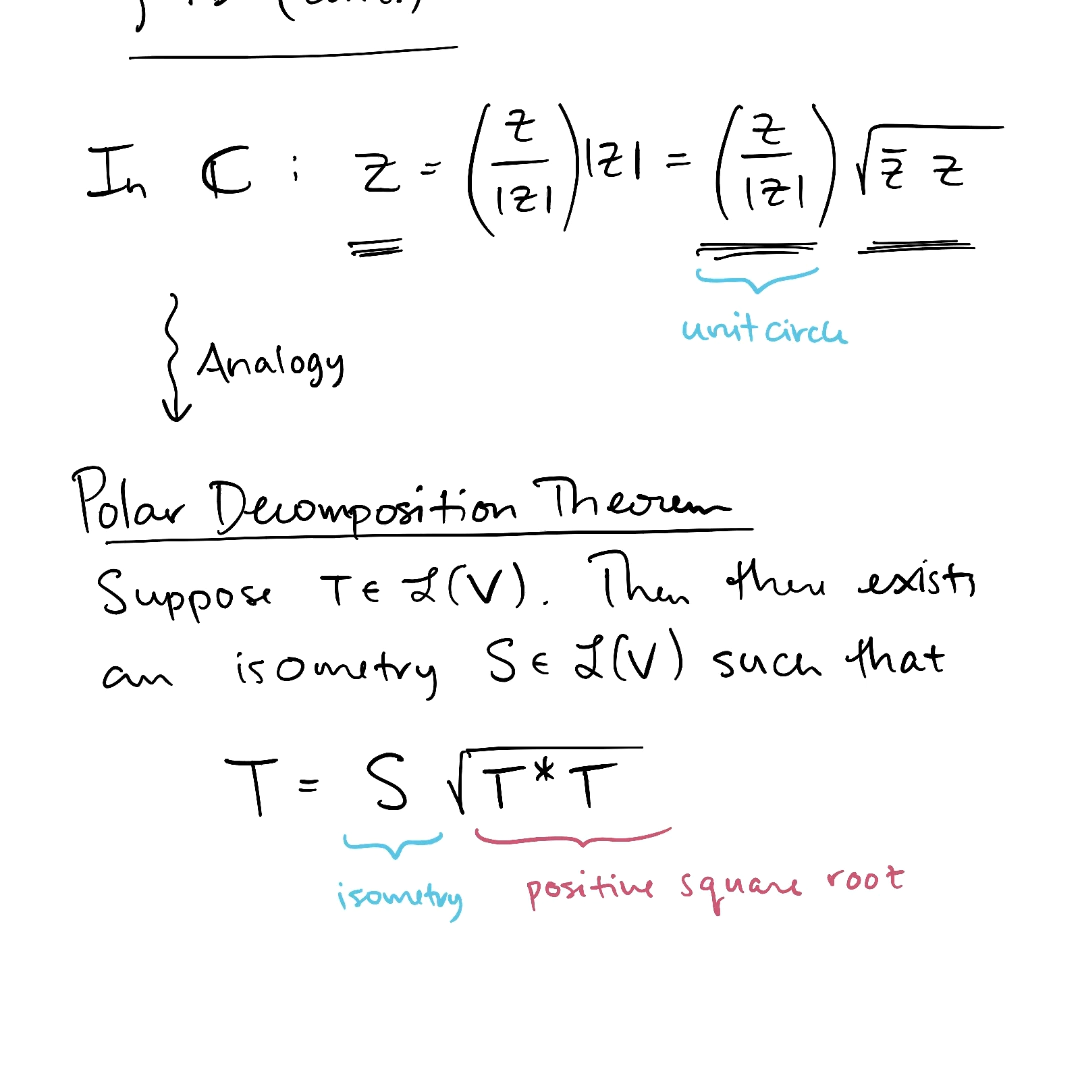 In ℂ : z = (z/|z|)|z| = (z/|z|) √(z̄ z)
unit circle
Analogy
Polar Decomposition Theorem
Suppose T ∈ ℒ(V). Then there exists
an isometry S ∈ ℒ(V) such that
T = S √(T*T)
isometry positive square root